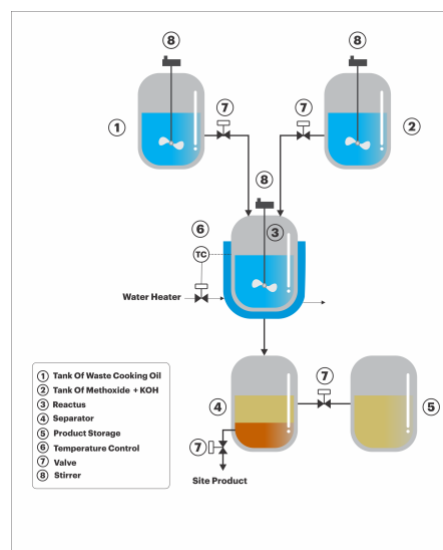 8
8
7
7
1
2
8
6
3
TC
Water Heater
7
4
5
7
Site Product
1 Tank Of Waste Cooking Oil
2 Tank Of Methoxide + KOH
3 Reactus
4 Separator
5 Product Storage
6 Temperature Control
7 Valve
8 Stirrer